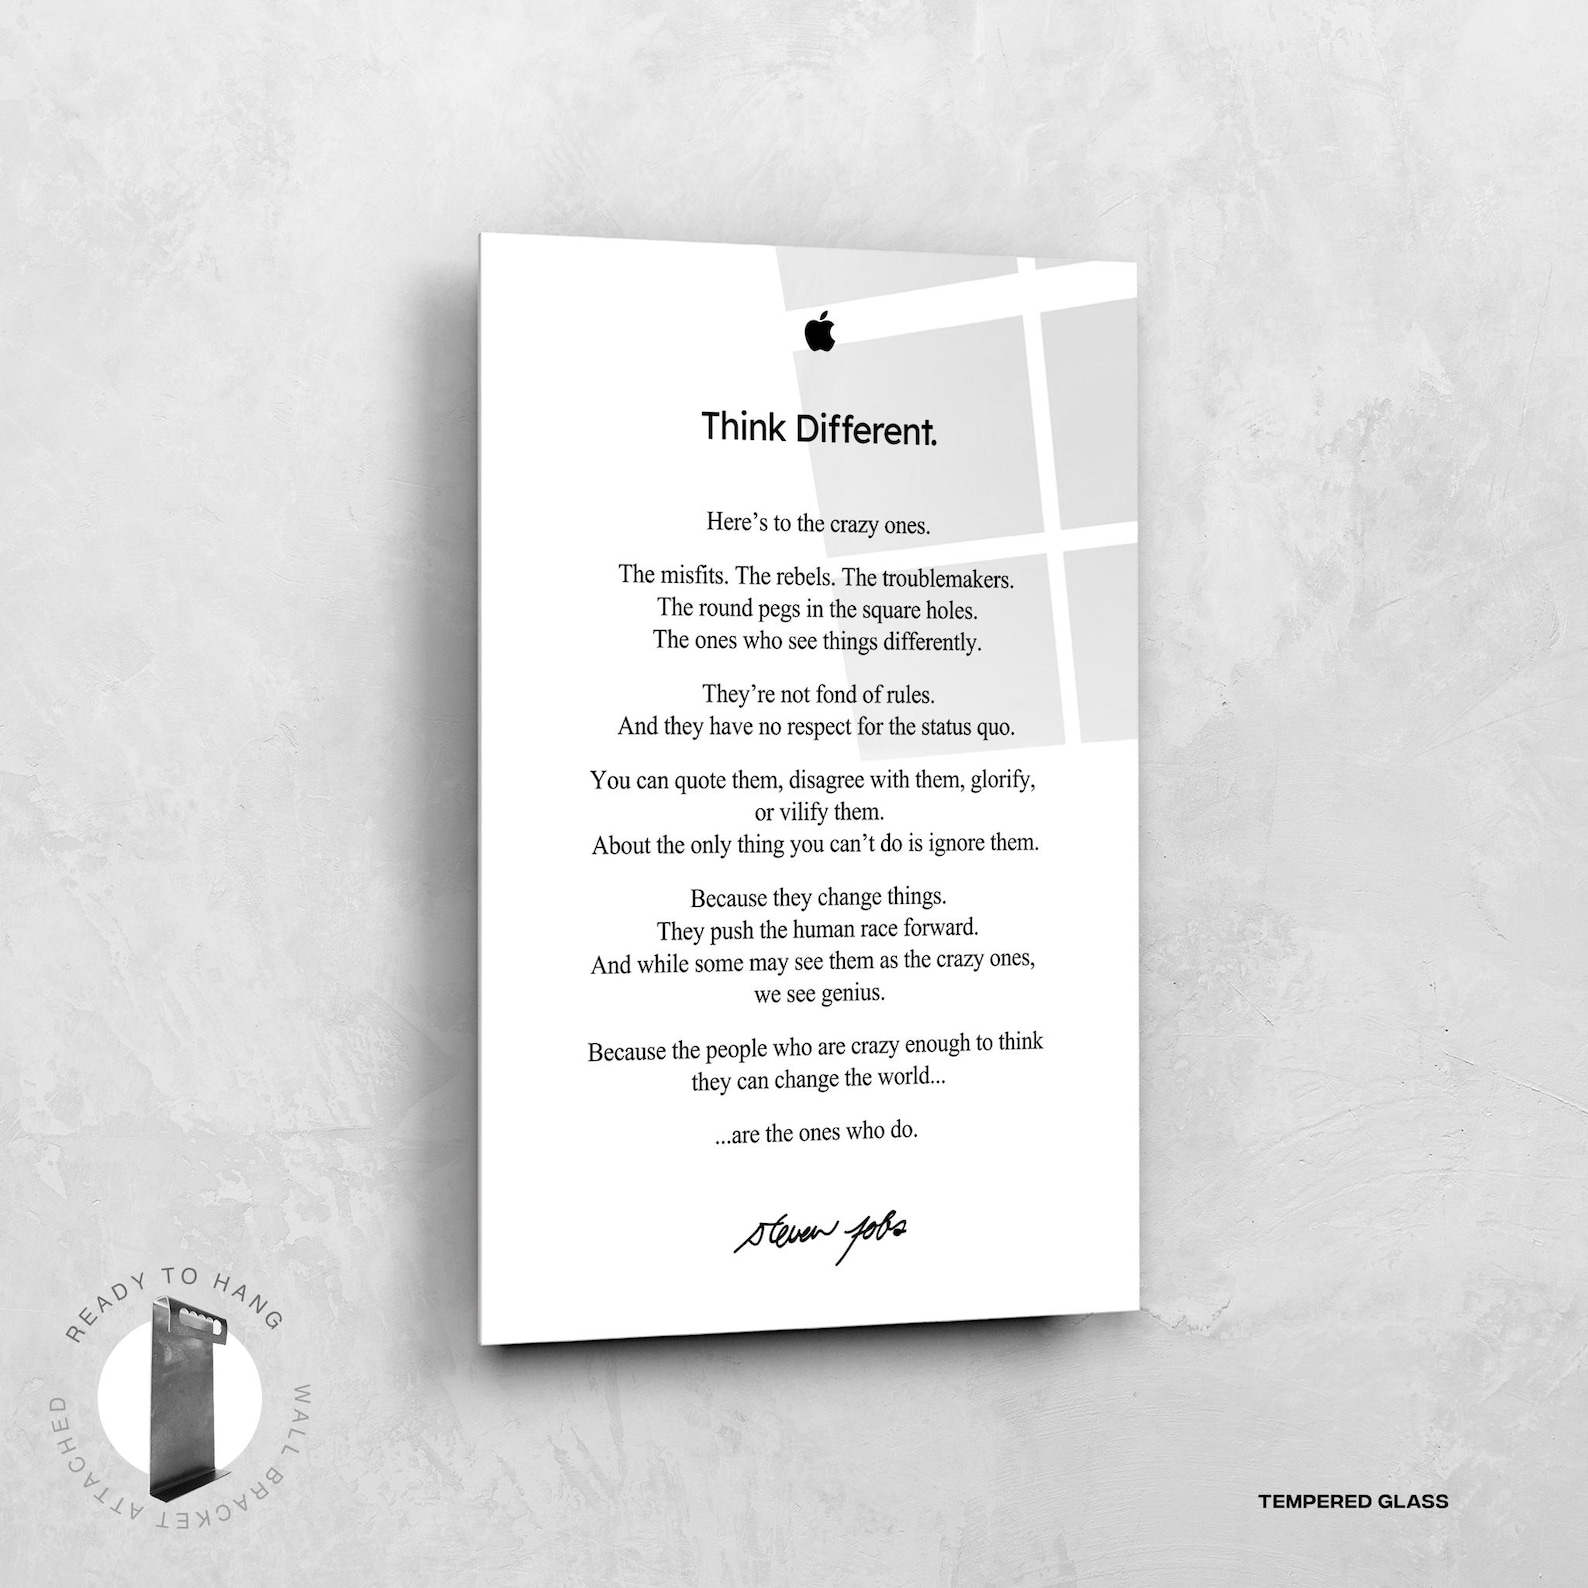 Think Different.
Here’s to the crazy ones.
The misfits. The rebels. The troublemakers.
The round pegs in the square holes.
The ones who see things differently.
They’re not fond of rules.
And they have no respect for the status quo.
You can quote them, disagree with them, glorify,
or vilify them.
About the only thing you can’t do is ignore them.
Because they change things.
They push the human race forward.
And while some may see them as the crazy ones,
we see genius.
Because the people who are crazy enough to think
they can change the world...
...are the ones who do.
steven jobs
READY TO HANG
WALL BRACKET ATTACHED
TEMPERED GLASS